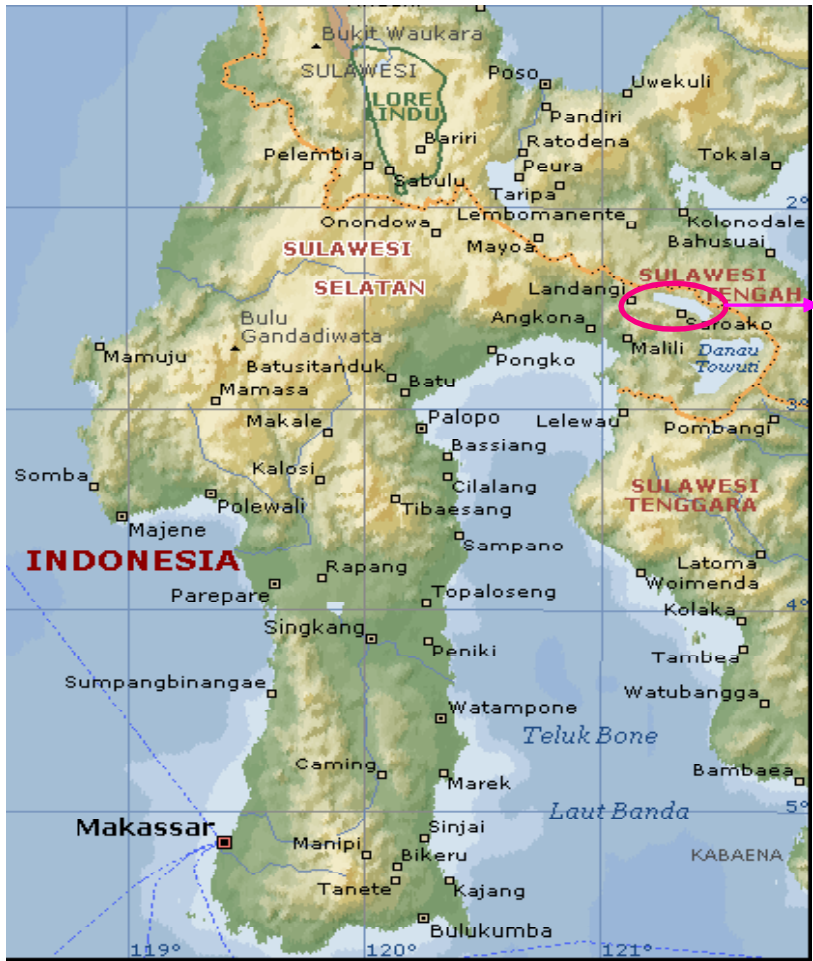 Bukit Waukara
SULAWESI
Poso
Uwekuli
LORE
LINDU
Pandiri
Bariri
Ratodena
Pelembia
Peura
Tokala
Sabulu
Taripa
2°
Onondowa
Lembomanente
Kolonodale
SULAWESI
Mayoa
Bahusuai
SELATAN
Landangi
SULAWESI
TENGAH
Bulu
Gandadiwata
Angkona
Saroako
Mamuju
Batusitanduk
Pongko
Malili
Danau
Towuti
Mamasa
Batu
3°
Makale
Palopo
Lelewau
Pombangi
Bassiang
Somba
Kalosi
Cilalang
SULAWESI
TENGGARA
Polewali
Tibaesang
Majene
Sampano
INDONESIA
Rapang
Latoma
Woimenda
Parepare
Topaloseng
Kolaka
4°
Singkang
Peniki
Tambea
Sumpangbinangae
Watubangga
Watampone
Teluk Bone
Caming
Marek
Bambaea
Laut Banda
5°
Makassar
Manipi
Sinjai
Bikeru
KABAENA
Tanete
Kajang
Bulukumba
119°
120°
121°